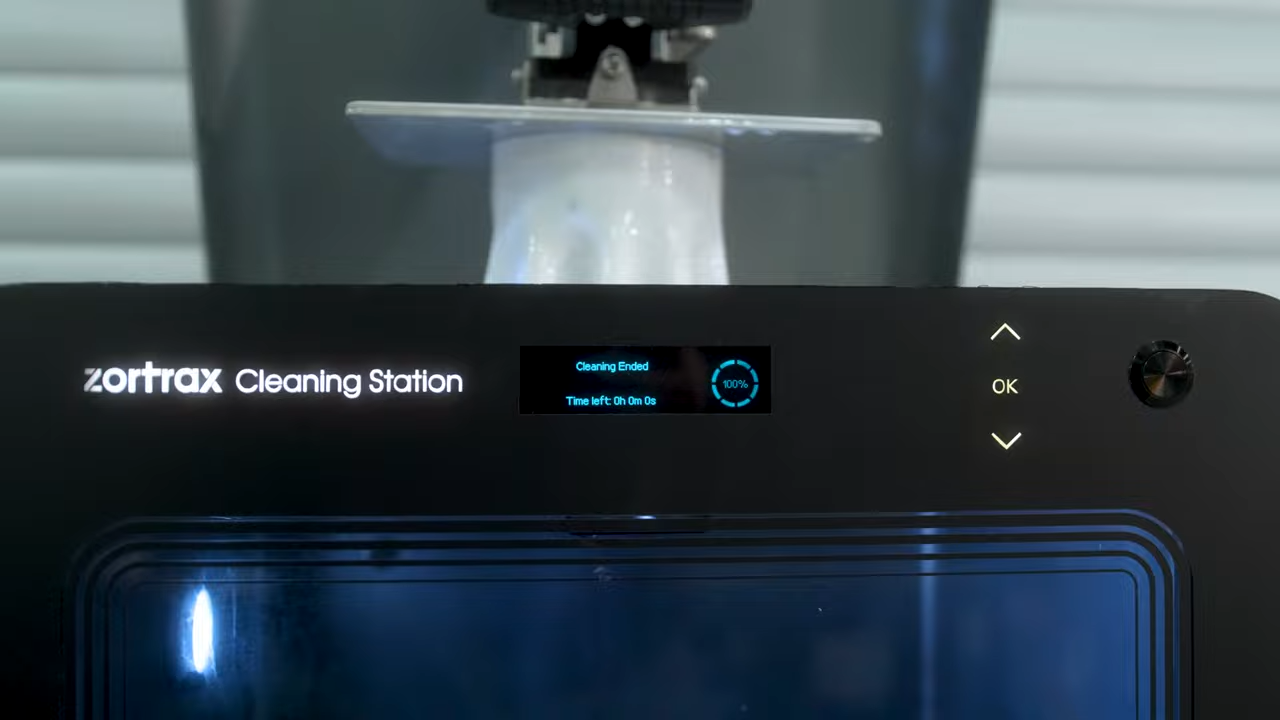 zortrax Cleaning Station
Cleaning Ended
Time left: 0h 0m 0s
100%
OK